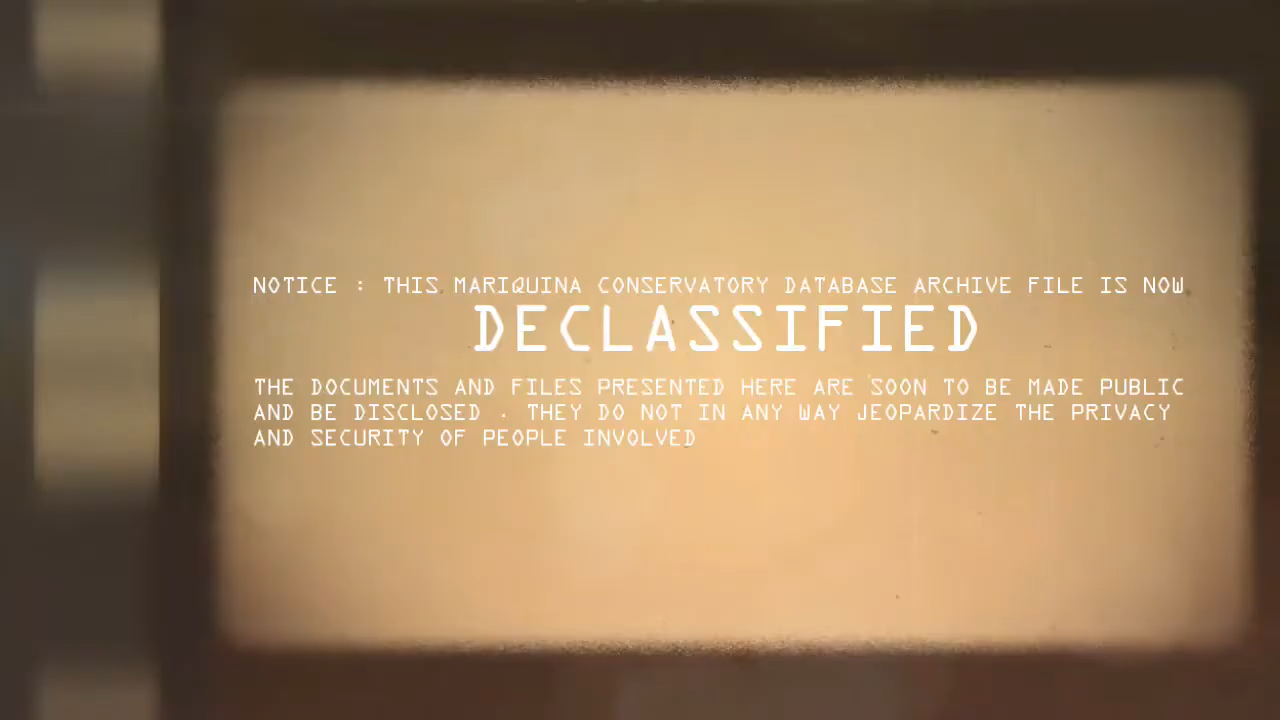 NOTICE : THIS MARIQUINA CONSERVATORY DATABASE ARCHIVE FILE IS NOW
DECLASSIFIED
THE DOCUMENTS AND FILES PRESENTED HERE ARE SOON TO BE MADE PUBLIC
AND BE DISCLOSED . THEY DO NOT IN ANY WAY JEOPARDIZE THE PRIVACY
AND SECURITY OF PEOPLE INVOLVED